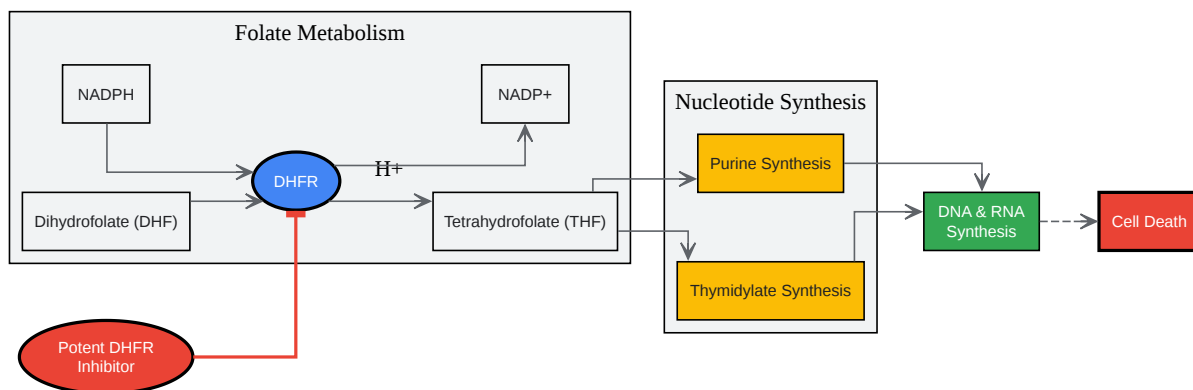 Folate Metabolism
NADPH
NADP+
DHFR
H+
Dihydrofolate (DHF)
Tetrahydrofolate (THF)
Nucleotide Synthesis
Purine Synthesis
Thymidylate Synthesis
DNA & RNA
Synthesis
Cell Death
Potent DHFR
Inhibitor